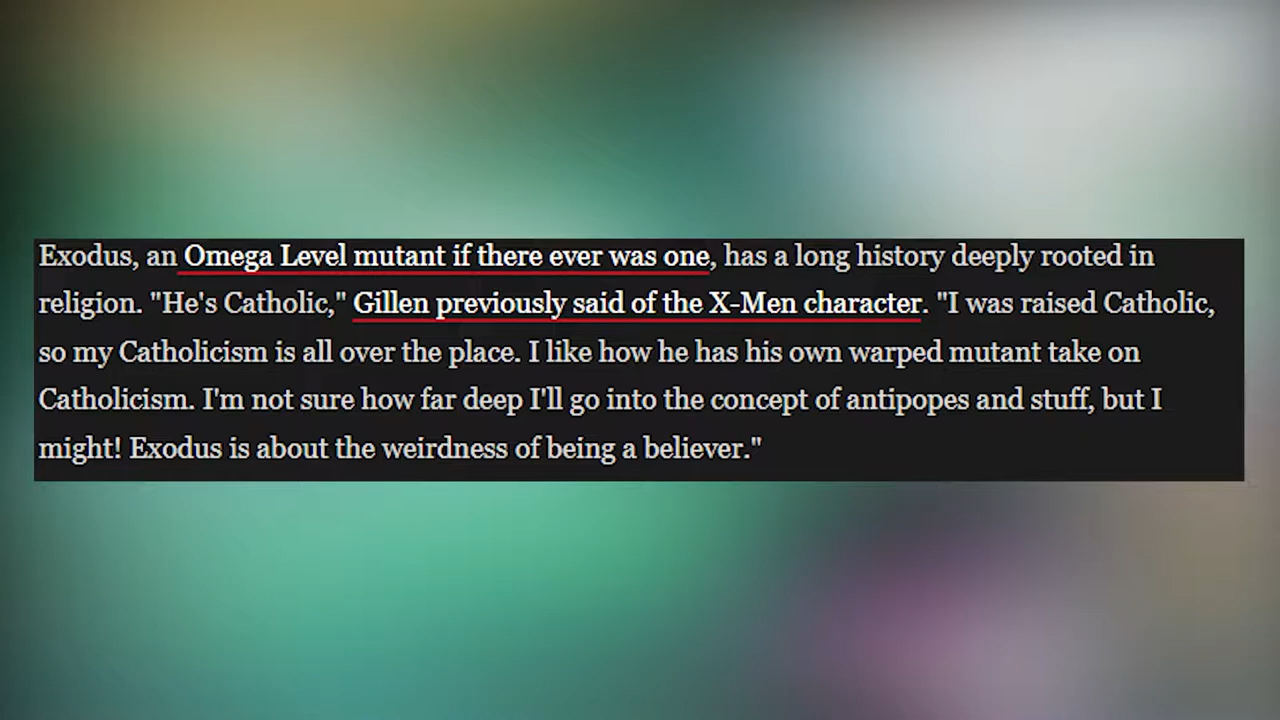 Exodus, an Omega Level mutant if there ever was one, has a long history deeply rooted in
religion. "He's Catholic," Gillen previously said of the X-Men character. "I was raised Catholic,
so my Catholicism is all over the place. I like how he has his own warped mutant take on
Catholicism. I'm not sure how far deep I'll go into the concept of antipopes and stuff, but I
might! Exodus is about the weirdness of being a believer."